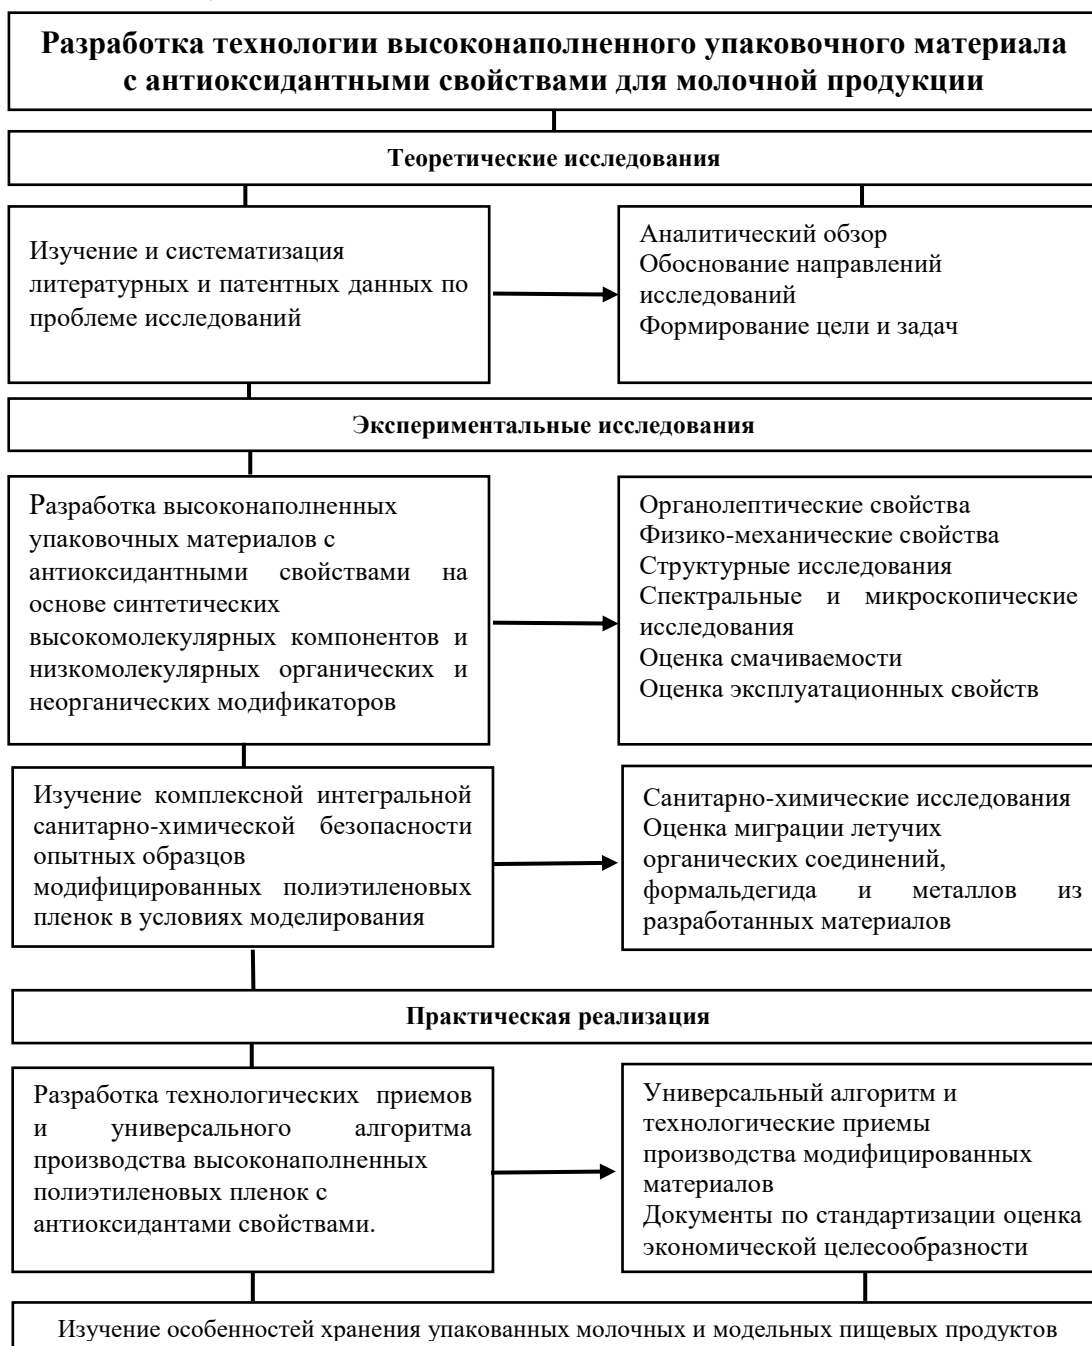 Разработка технологии высоконаполненного упаковочного материала
с антиоксидантными свойствами для молочной продукции
Теоретические исследования
Изучение и систематизация
литературных и патентных данных по
проблеме исследований
Аналитический обзор
Обоснование направлений
исследований
Формирование цели и задач
Экспериментальные исследования
Разработка высоконаполненных
упаковочных материалов с
антиоксидантными свойствами на
основе синтетических
высокомолекулярных компонентов и
низкомолекулярных органических и
неорганических модификаторов
Органолептические свойства
Физико-механические свойства
Структурные исследования
Спектральные и микроскопические
исследования
Оценка смачиваемости
Оценка эксплуатационных свойств
Изучение комплексной интегральной
санитарно-химической безопасности
опытных образцов
модифицированных полиэтиленовых
пленок в условиях моделирования
Санитарно-химические исследования
Оценка миграции летучих
органических соединений,
формальдегида и металлов из
разработанных материалов
Практическая реализация
Разработка технологических приемов
и универсального алгоритма
производства высоконаполненных
полиэтиленовых пленок с
антиоксидантами свойствами.
Универсальный алгоритм и
технологические приемы
производства модифицированных
материалов
Документы по стандартизации оценка
экономической целесообразности
Изучение особенностей хранения упакованных молочных и модельных пищевых продуктов